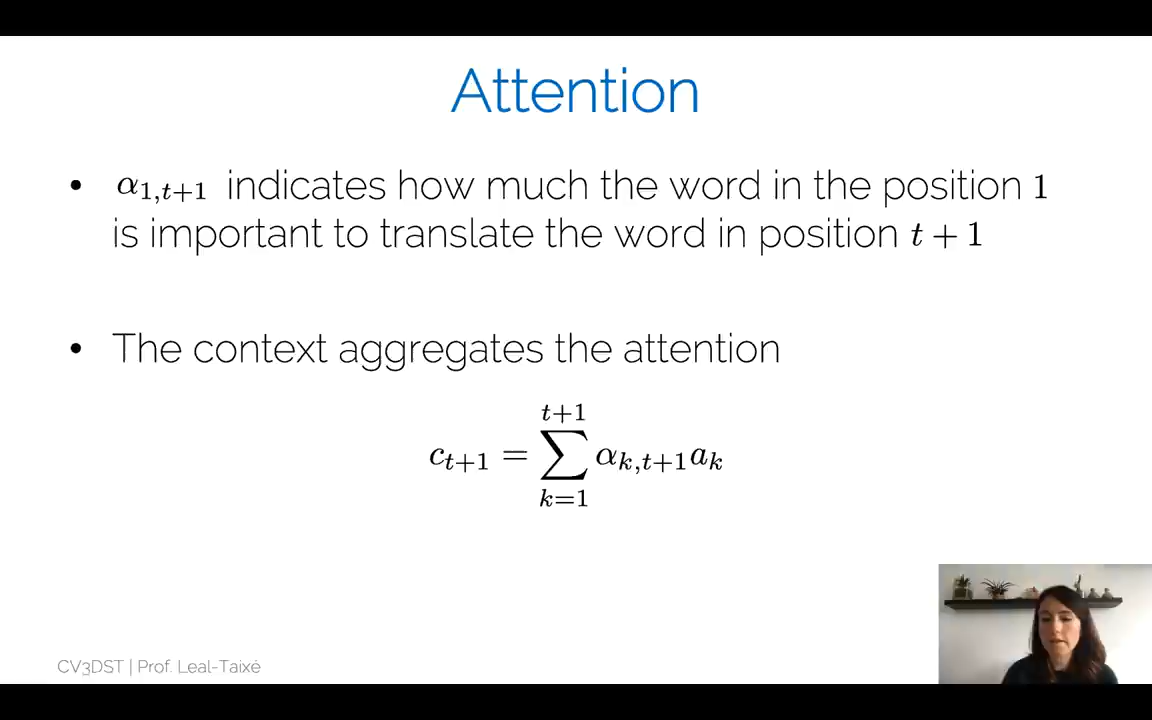 Attention
• α₁,ₜ₊₁ indicates how much the word in the position 1
is important to translate the word in position t + 1
• The context aggregates the attention
cₜ₊₁ = ∑_{k=1}^{t+1} α_{k,t+1} a_k
CV3DST | Prof. Leal-Taixé